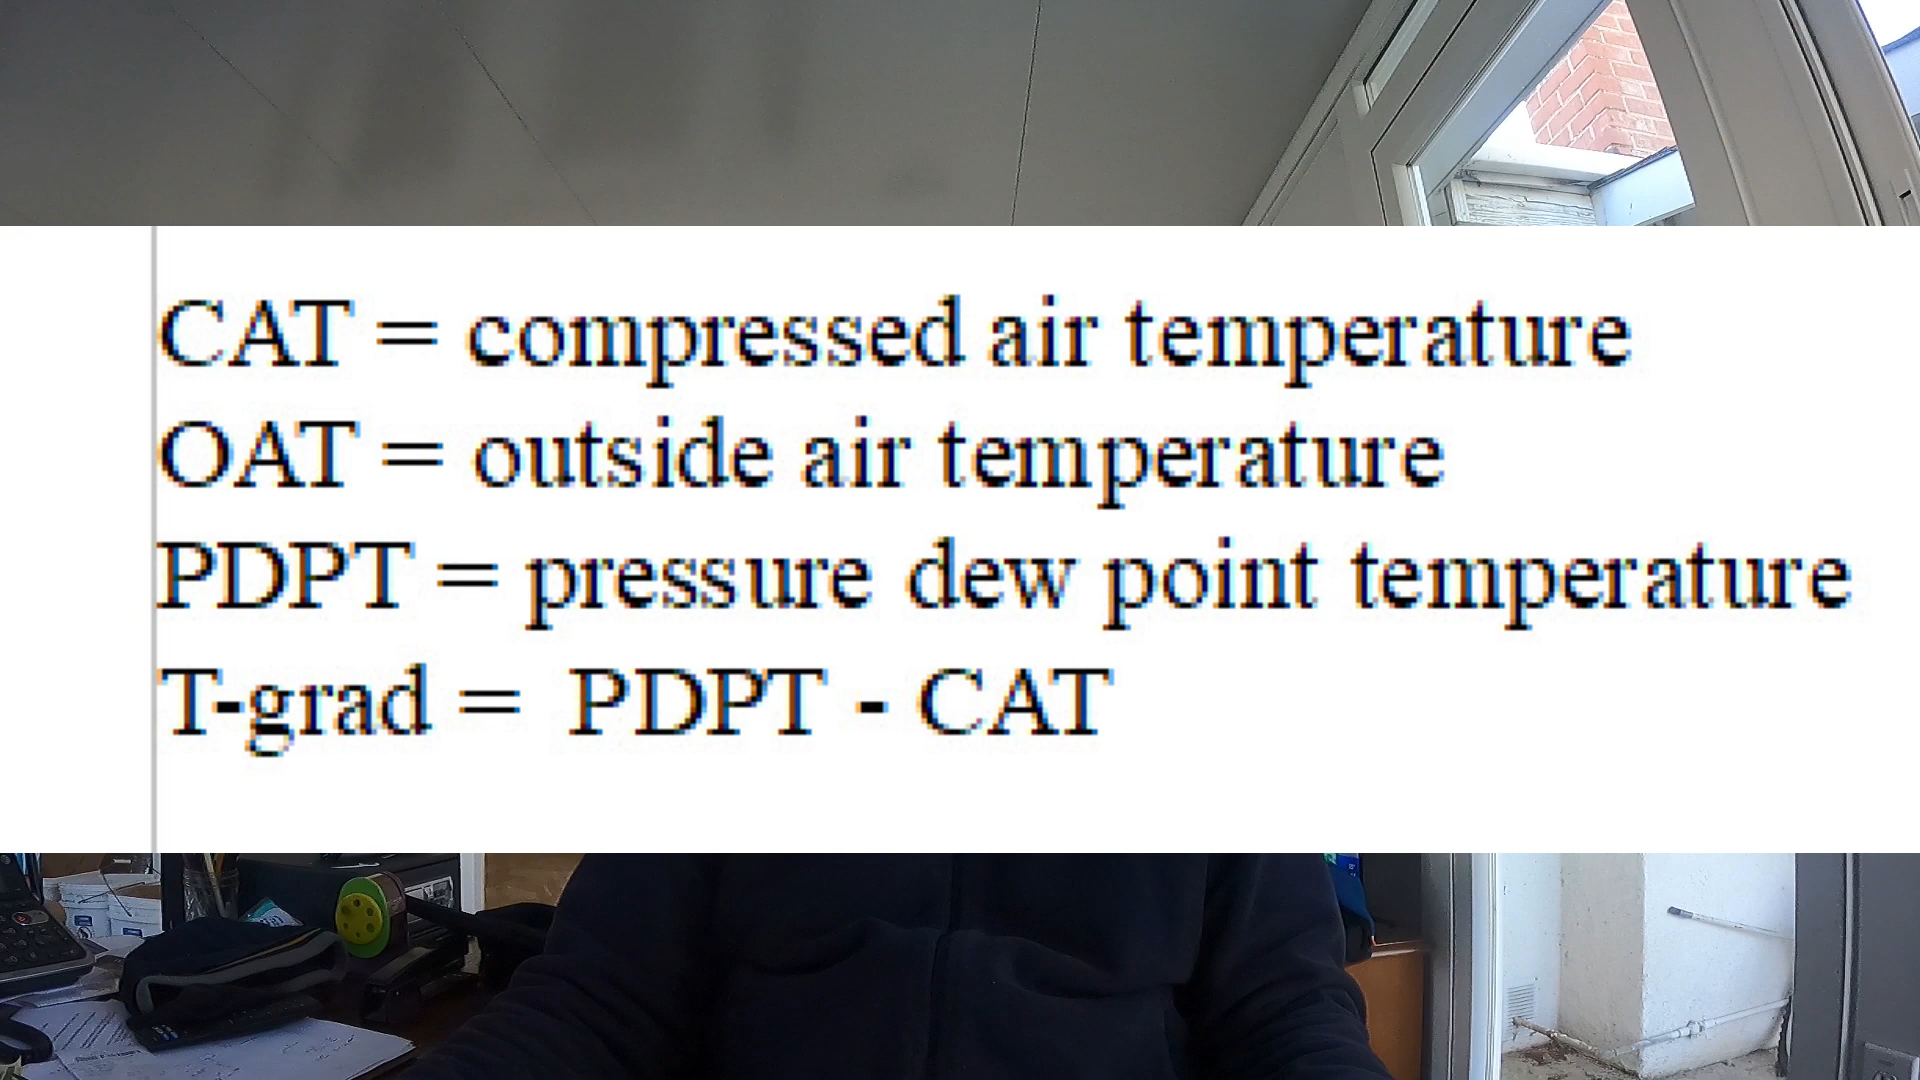 CAT = compressed air temperature
OAT = outside air temperature
PDPT = pressure dew point temperature
T-grad = PDPT - CAT